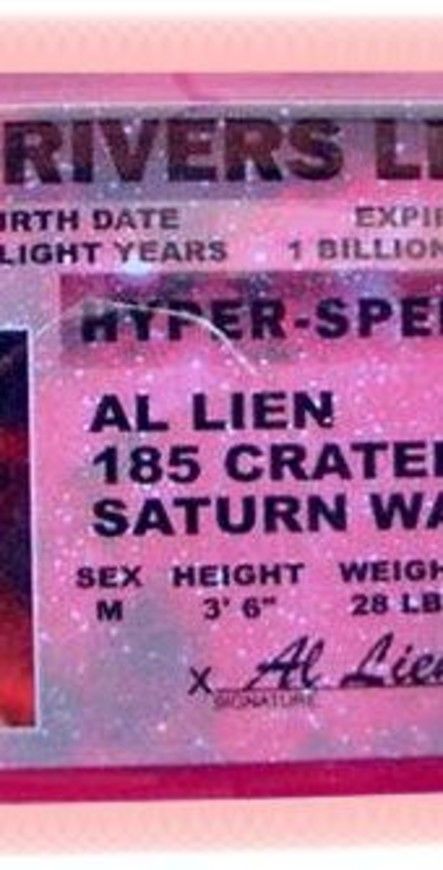 RIVERS LI
IRTH DATE EXPI
LIGHT YEARS 1 BILLION
HYPER-SPE
AL LIEN
185 CRATE
SATURN WA
SEX HEIGHT WEIGH
M 3' 6" 28 LB
X Al Lien
SIGNATURE